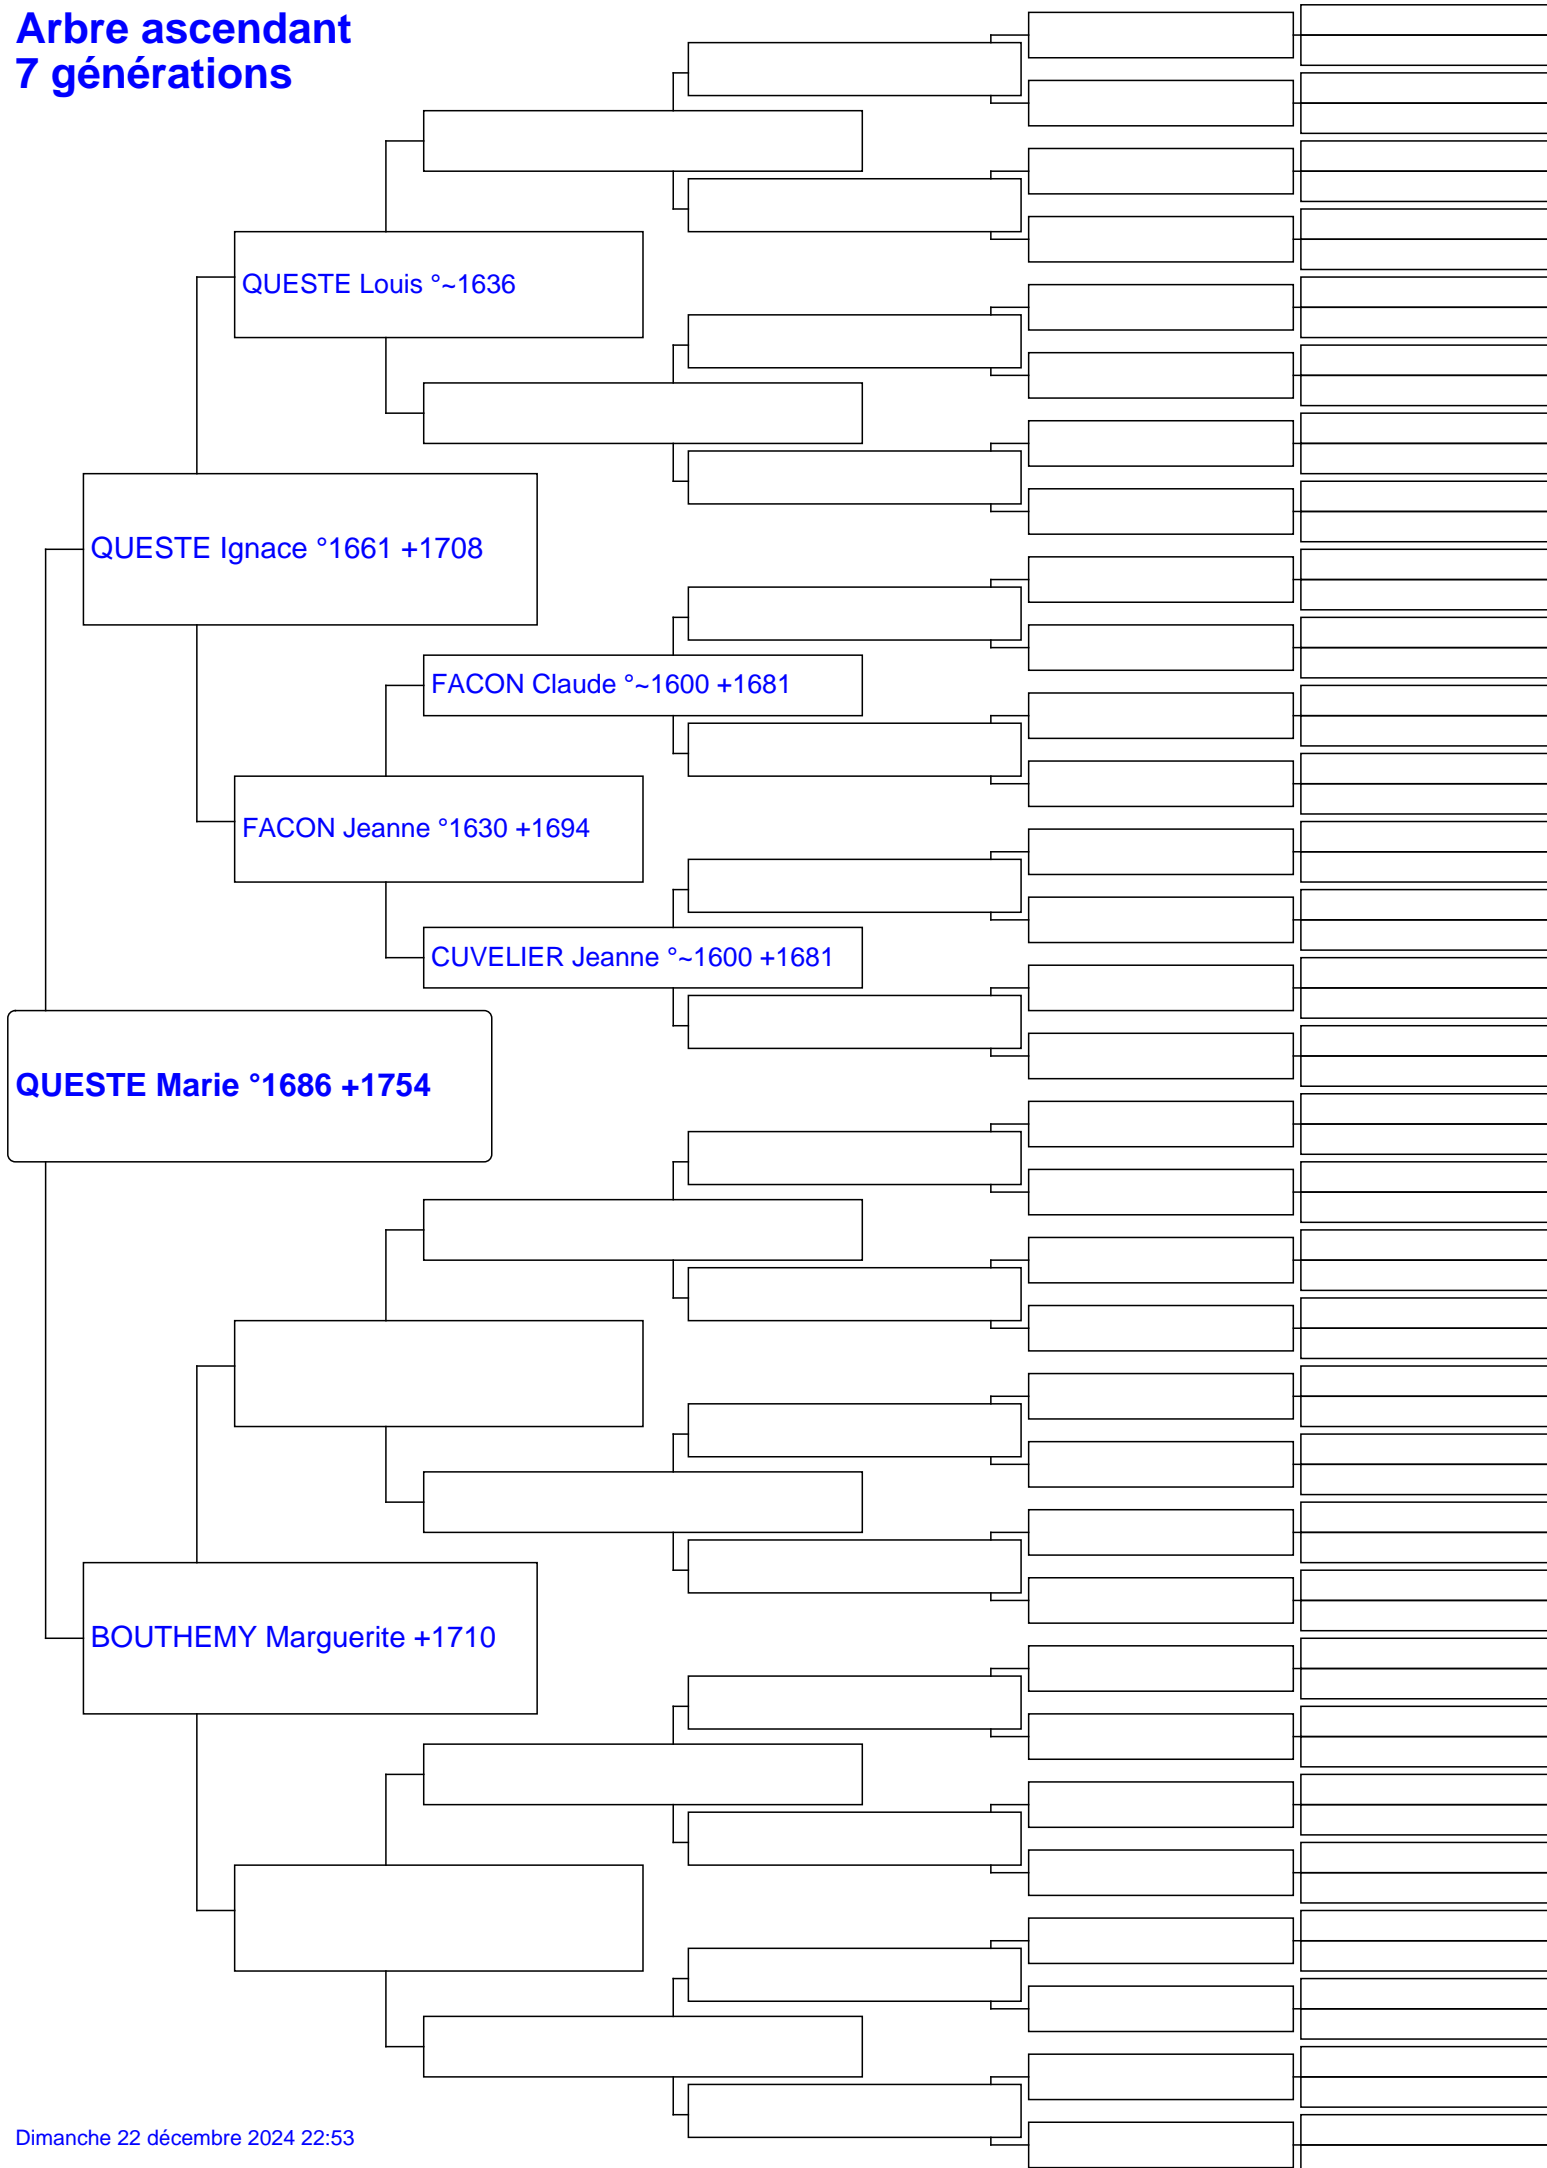 Arbre ascendant
7 générations
QUESTE Louis °~1636
QUESTE Ignace °1661 +1708
FACON Claude °~1600 +1681
FACON Jeanne °1630 +1694
CUVELIER Jeanne °~1600 +1681
QUESTE Marie °1686 +1754
BOUTHEMY Marguerite +1710
Dimanche 22 décembre 2024 22:53